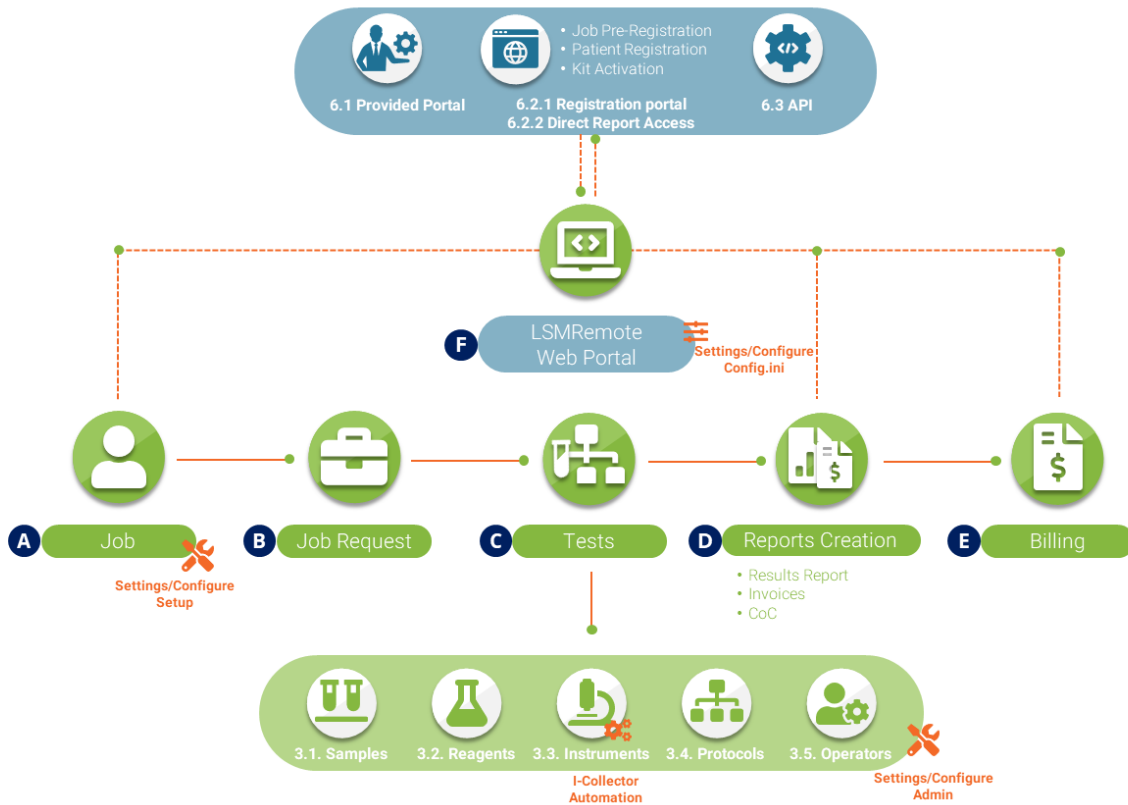 • Job Pre-Registration
• Patient Registration
• Kit Activation
6.1 Provided Portal
6.2.1 Registration portal
6.2.2 Direct Report Access
6.3 API
F
LSMRemote
Web Portal
Settings/Configure
Config.ini
A
Job
B
Job Request
C
Tests
D
Reports Creation
E
Billing
Settings/Configure
Setup
• Results Report
• Invoices
• CoC
3.1. Samples
3.2. Reagents
3.3. Instruments
3.4. Protocols
3.5. Operators
I-Collector
Automation
Settings/Configure
Admin